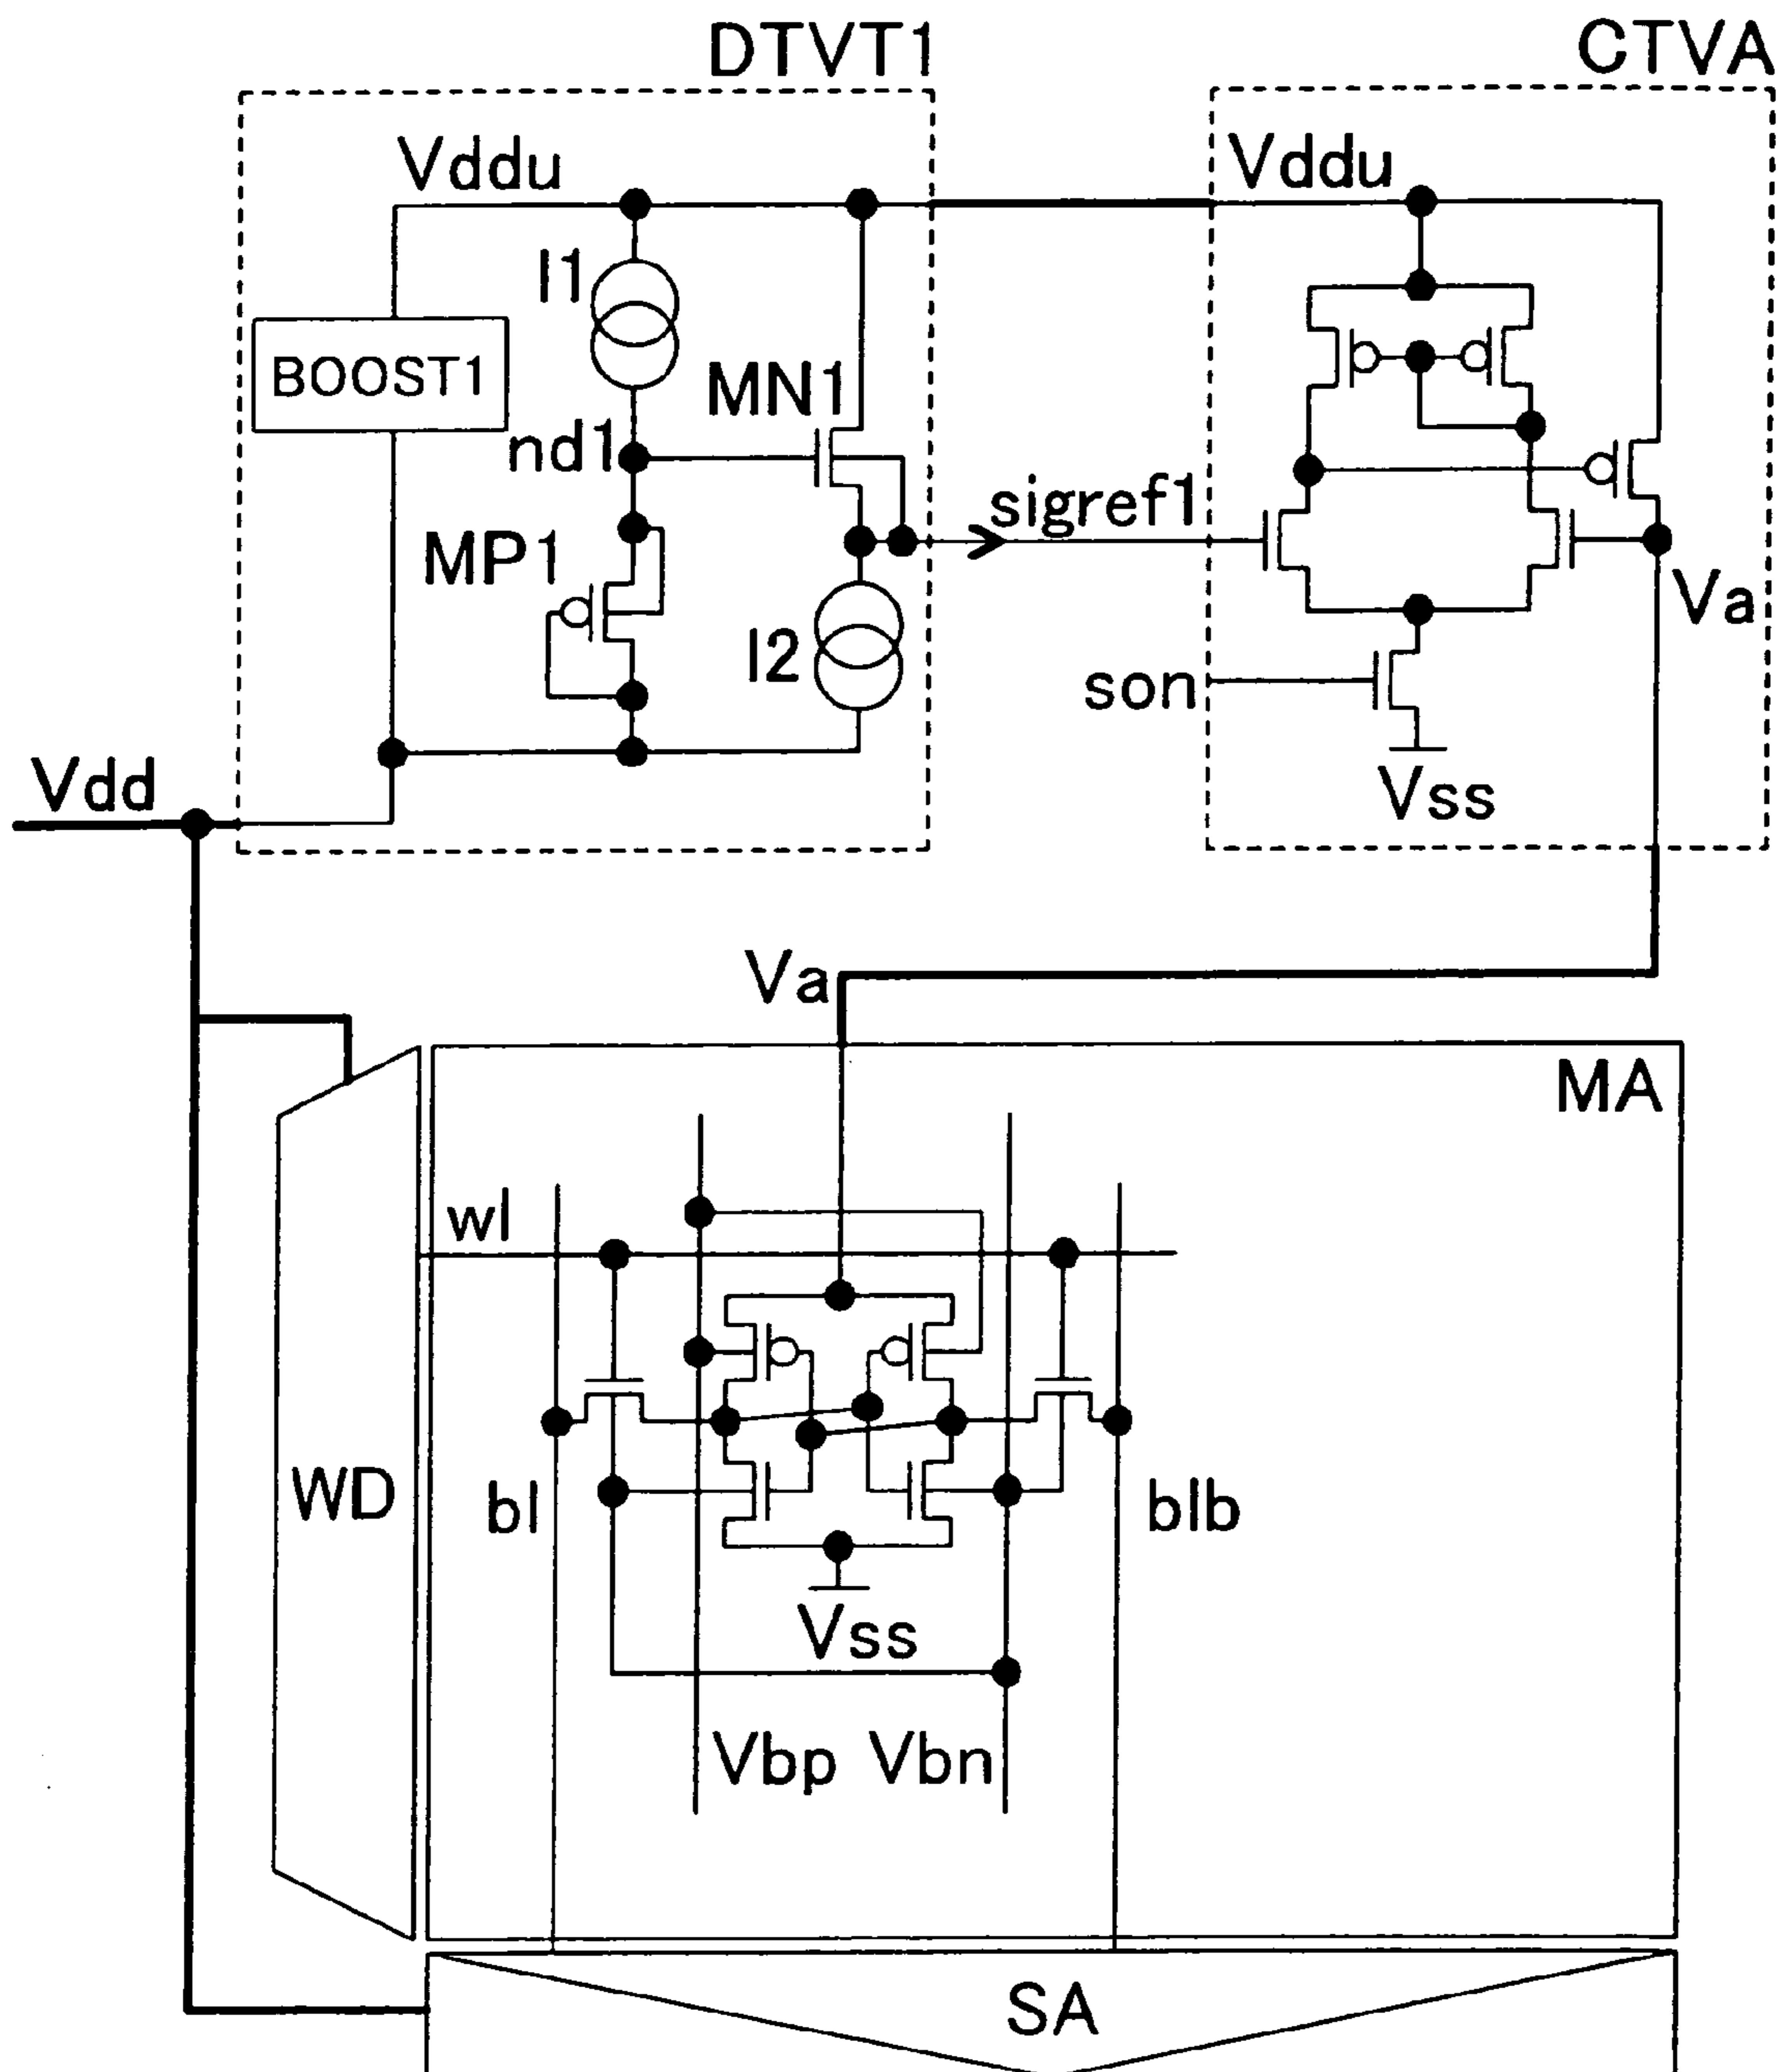 DTVT1
CTVA
Vddu
Vddu
I1
BOOST1
MN1
nd1
sigref1
MP1
Va
I2
son
Vdd
Vss
Va
MA
wl
WD
bl
blb
Vss
Vbp
Vbn
SA